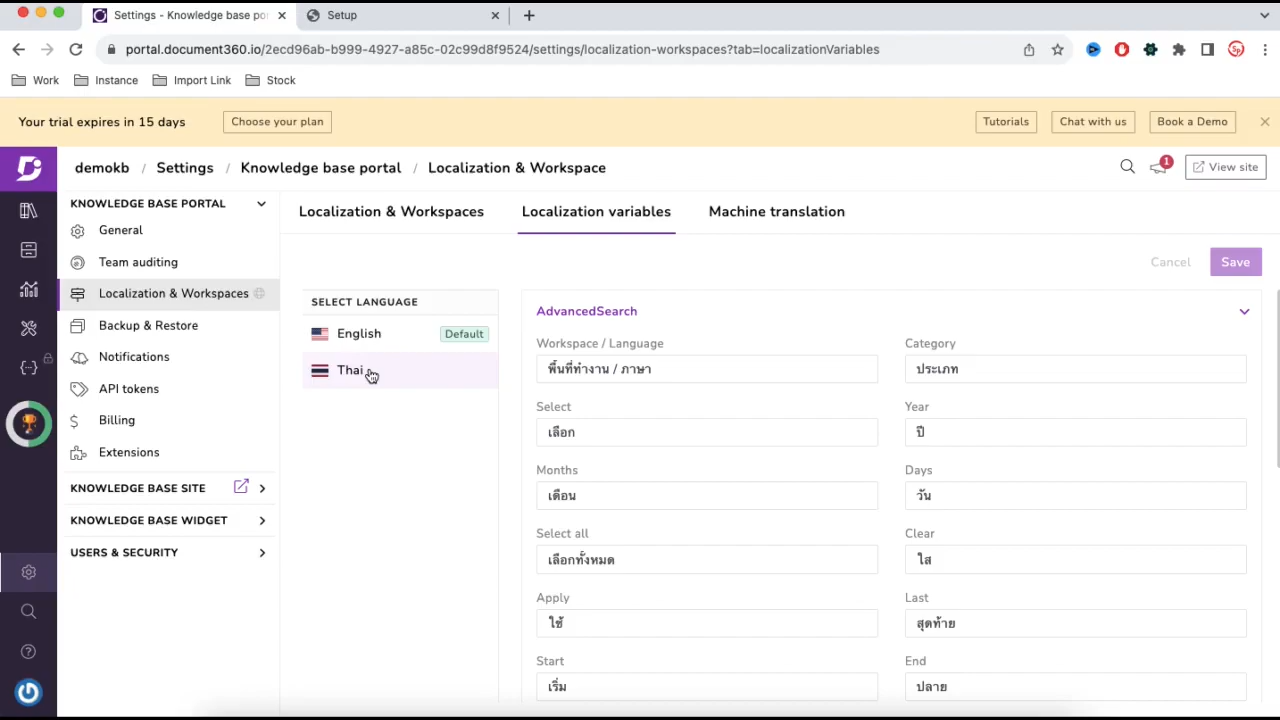 Settings - Knowledge base por
Setup
portal.document360.io/2ecd96ab-b999-4927-a85c-02c99d8f9524/settings/localization-workspaces?tab=localizationVariables
Work
Instance
Import Link
Stock
Your trial expires in 15 days
Choose your plan
Tutorials
Chat with us
Book a Demo
demokb / Settings / Knowledge base portal / Localization & Workspace
1
View site
KNOWLEDGE BASE PORTAL
General
Team auditing
Localization & Workspaces
Backup & Restore
Notifications
API tokens
Billing
Extensions
KNOWLEDGE BASE SITE
KNOWLEDGE BASE WIDGET
USERS & SECURITY
Localization & Workspaces
Localization variables
Machine translation
Cancel
Save
SELECT LANGUAGE
English
Default
Thai
AdvancedSearch
Workspace / Language
Category
พื้นที่ทำงาน / ภาษา
ประเภท
Select
Year
เลือก
ปี
Months
Days
เดือน
วัน
Select all
Clear
เลือกทั้งหมด
ใส
Apply
Last
ใช้
สุดท้าย
Start
End
เริ่ม
ปลาย